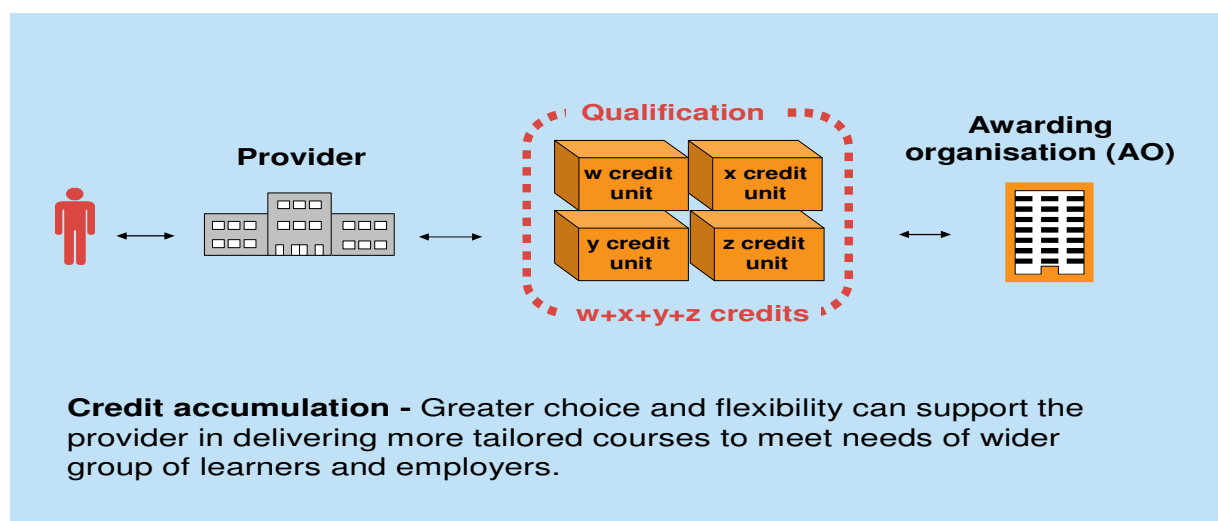 Qualification
Provider
Awarding
organisation (AO)
w credit
unit
x credit
unit
y credit
unit
z credit
unit
w+x+y+z credits
Credit accumulation - Greater choice and flexibility can support the
provider in delivering more tailored courses to meet needs of wider
group of learners and employers.